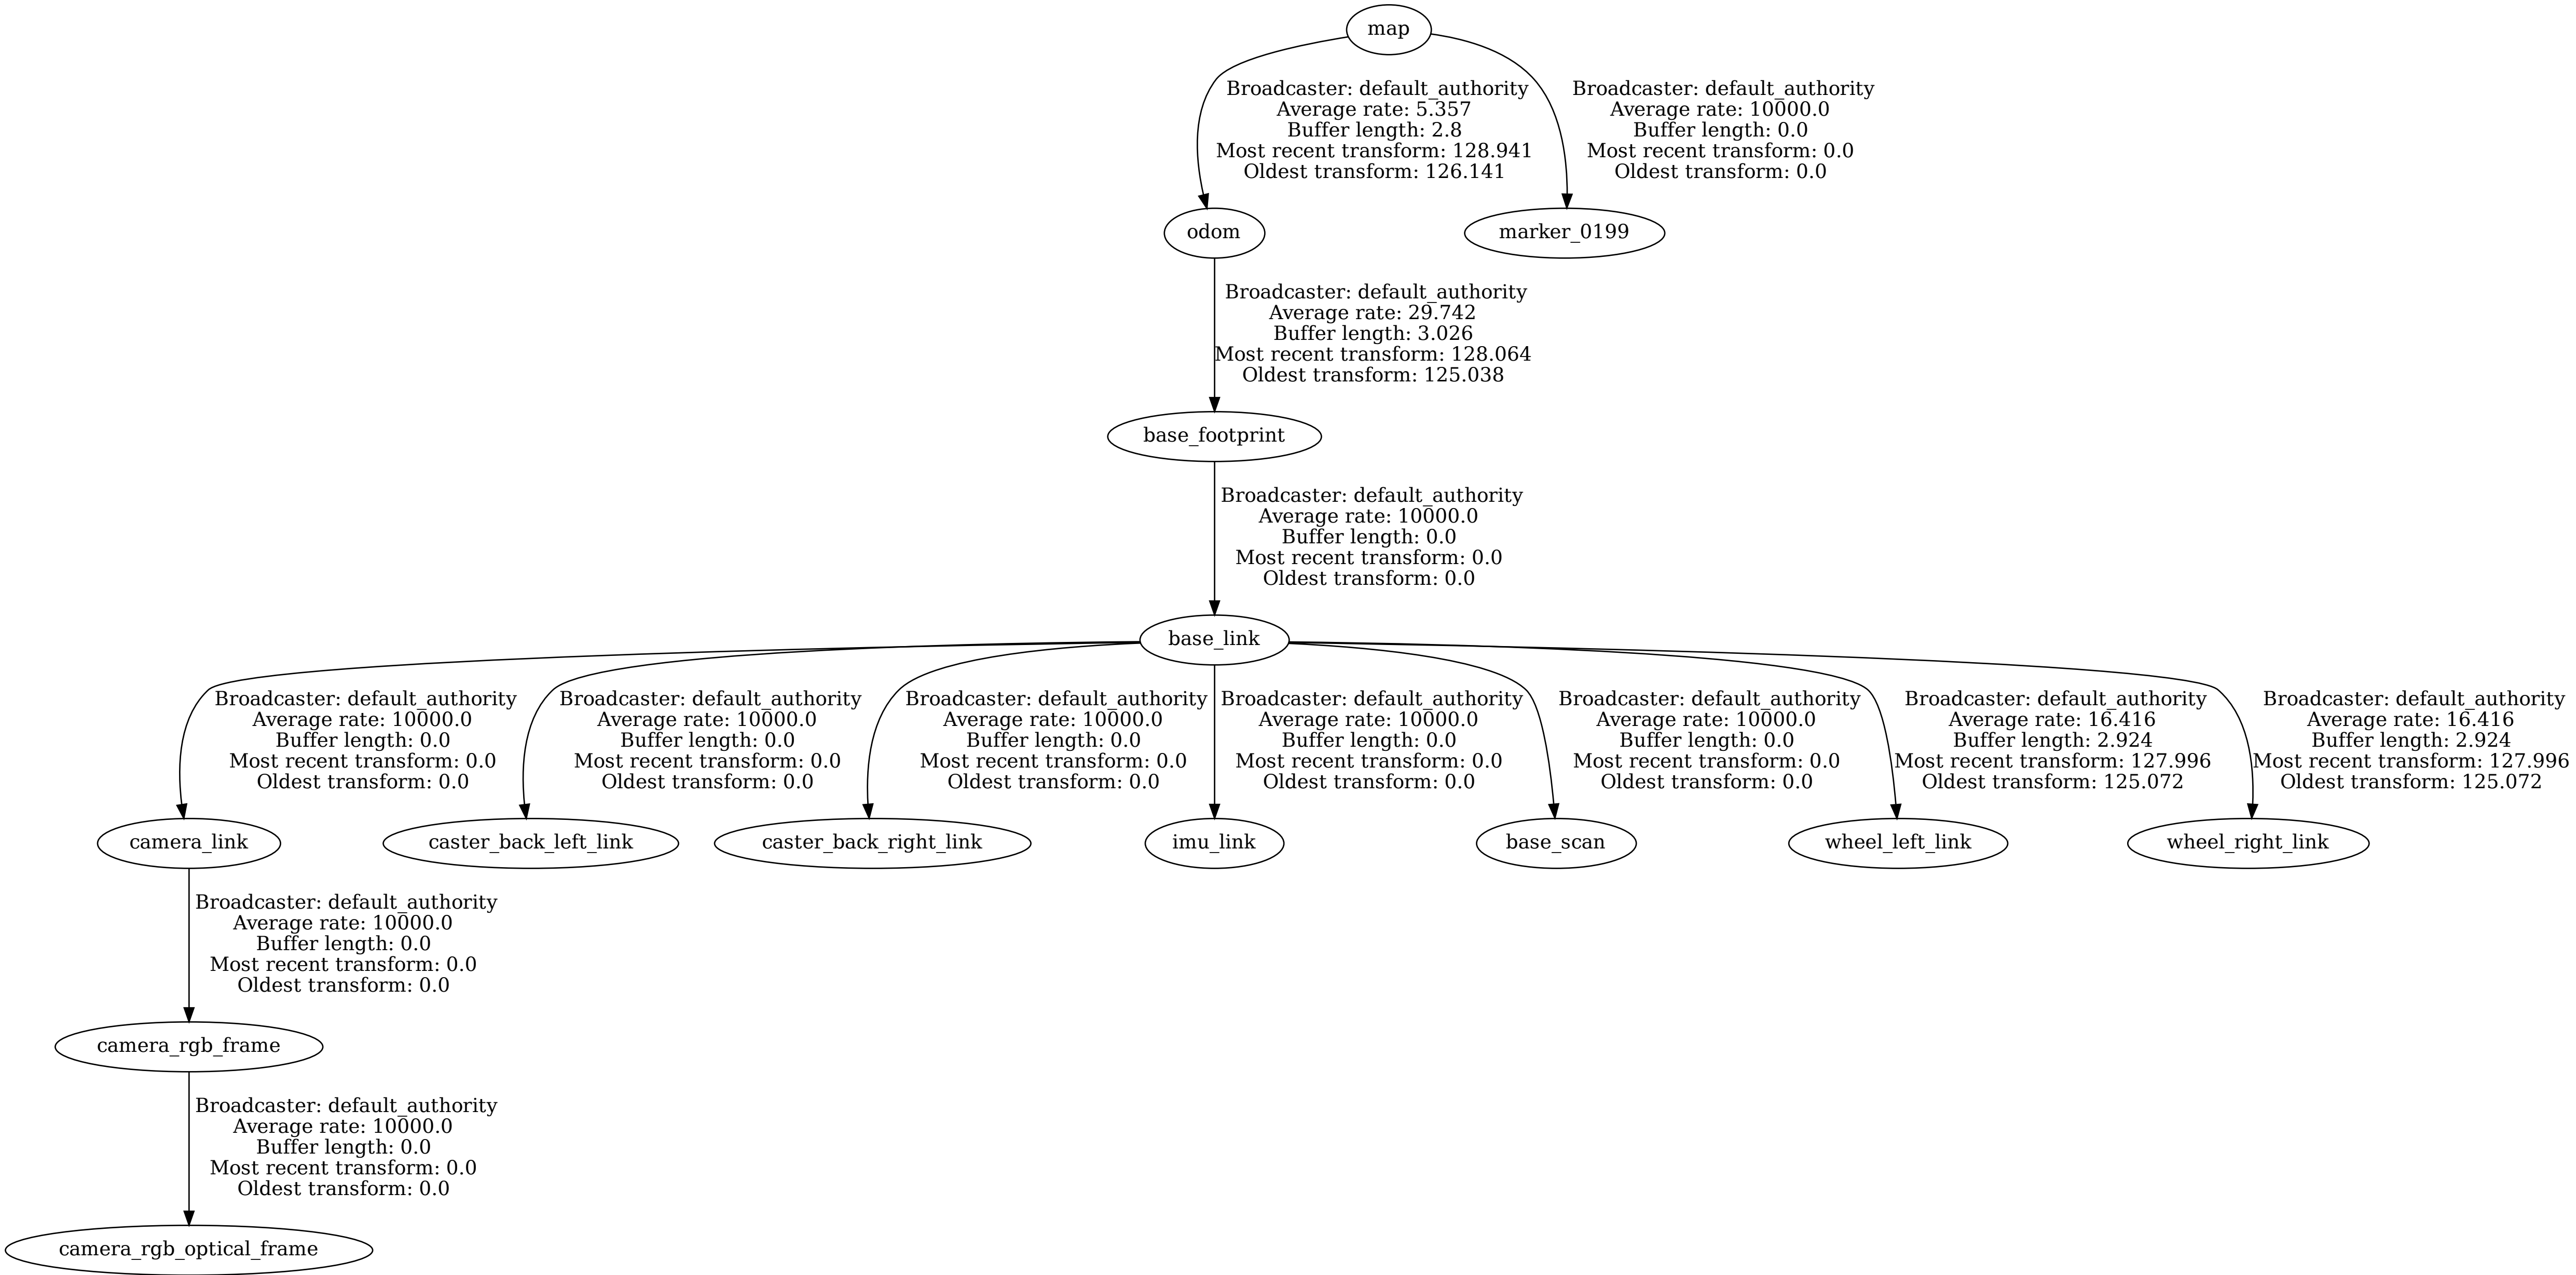 map
Broadcaster: default_authority
Average rate: 5.357
Buffer length: 2.8
Most recent transform: 128.941
Oldest transform: 126.141
Broadcaster: default_authority
Average rate: 10000.0
Buffer length: 0.0
Most recent transform: 0.0
Oldest transform: 0.0
odom
marker_0199
Broadcaster: default_authority
Average rate: 29.742
Buffer length: 3.026
Most recent transform: 128.064
Oldest transform: 125.038
base_footprint
Broadcaster: default_authority
Average rate: 10000.0
Buffer length: 0.0
Most recent transform: 0.0
Oldest transform: 0.0
base_link
Broadcaster: default_authority
Average rate: 10000.0
Buffer length: 0.0
Most recent transform: 0.0
Oldest transform: 0.0
Broadcaster: default_authority
Average rate: 10000.0
Buffer length: 0.0
Most recent transform: 0.0
Oldest transform: 0.0
Broadcaster: default_authority
Average rate: 10000.0
Buffer length: 0.0
Most recent transform: 0.0
Oldest transform: 0.0
Broadcaster: default_authority
Average rate: 10000.0
Buffer length: 0.0
Most recent transform: 0.0
Oldest transform: 0.0
Broadcaster: default_authority
Average rate: 10000.0
Buffer length: 0.0
Most recent transform: 0.0
Oldest transform: 0.0
Broadcaster: default_authority
Average rate: 16.416
Buffer length: 2.924
Most recent transform: 127.996
Oldest transform: 125.072
Broadcaster: default_authority
Average rate: 16.416
Buffer length: 2.924
Most recent transform: 127.996
Oldest transform: 125.072
camera_link
caster_back_left_link
caster_back_right_link
imu_link
base_scan
wheel_left_link
wheel_right_link
Broadcaster: default_authority
Average rate: 10000.0
Buffer length: 0.0
Most recent transform: 0.0
Oldest transform: 0.0
camera_rgb_frame
Broadcaster: default_authority
Average rate: 10000.0
Buffer length: 0.0
Most recent transform: 0.0
Oldest transform: 0.0
camera_rgb_optical_frame